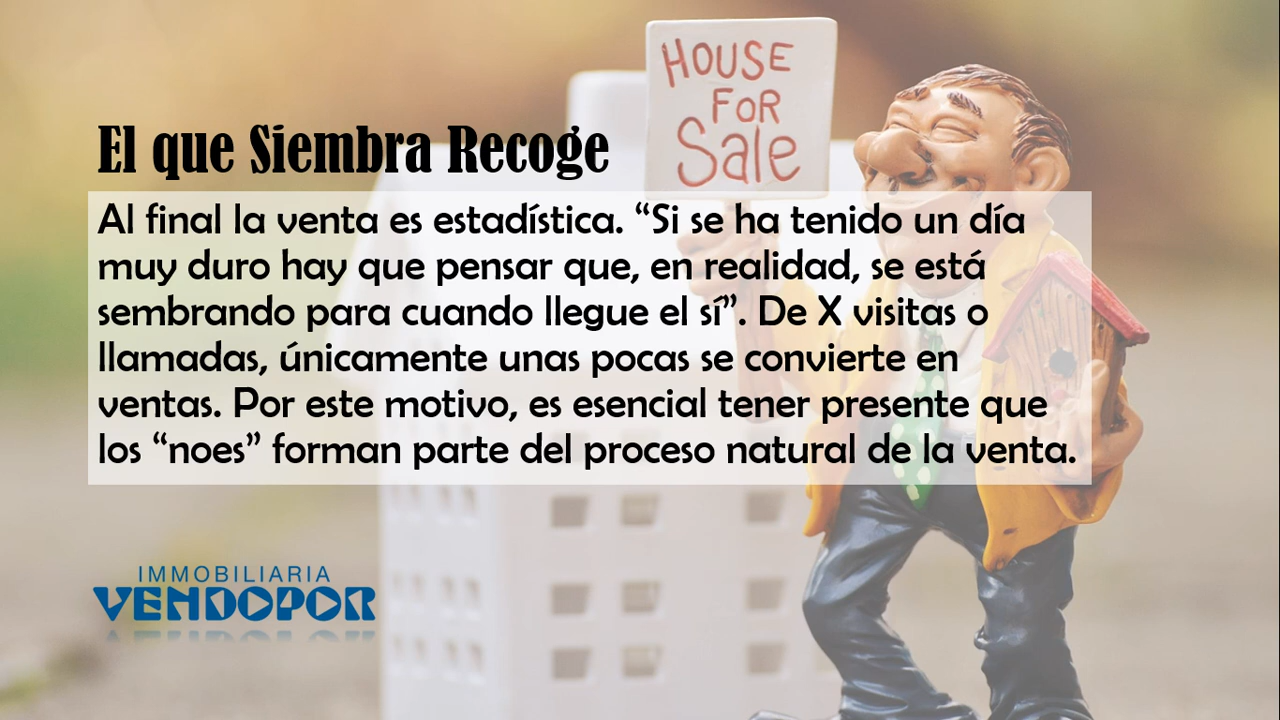 HOUSE
FOR
Sale
El que Siembra Recoge
Al final la venta es estadística. “Si se ha tenido un día
muy duro hay que pensar que, en realidad, se está
sembrando para cuando llegue el sí”. De X visitas o
llamadas, únicamente unas pocas se convierte en
ventas. Por este motivo, es esencial tener presente que
los “noes” forman parte del proceso natural de la venta.
IMMOBILIARIA
VENDOPOR